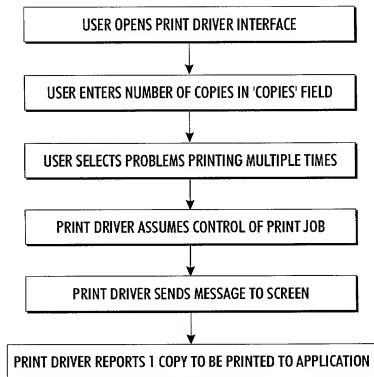 USER OPENS PRINT DRIVER INTERFACE
USER ENTERS NUMBER OF COPIES IN 'COPIES' FIELD
USER SELECTS PROBLEMS PRINTING MULTIPLE TIMES
PRINT DRIVER ASSUMES CONTROL OF PRINT JOB
PRINT DRIVER SENDS MESSAGE TO SCREEN
PRINT DRIVER REPORTS 1 COPY TO BE PRINTED TO APPLICATION